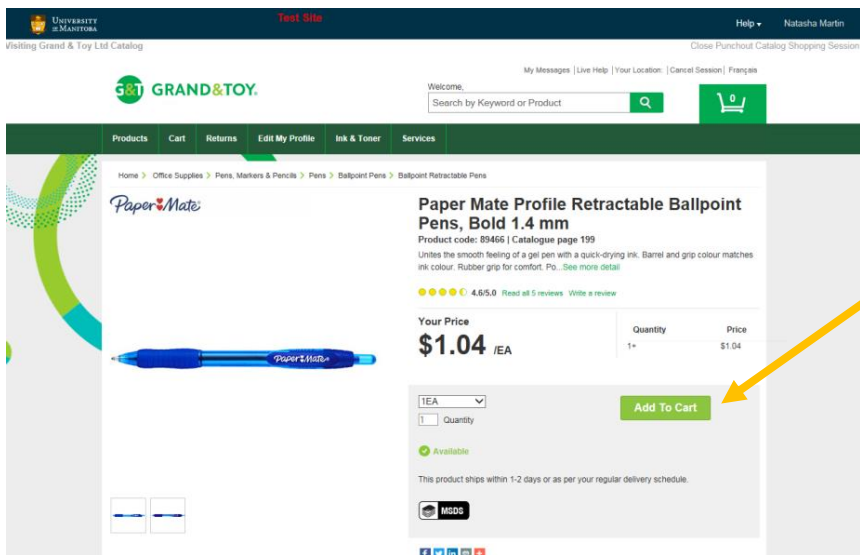 UNIVERSITY
OF MANITOBA
Test Site
Help
Natasha Martin
Visiting Grand & Toy Ltd Catalog
Close Punchout Catalog Shopping Session
My Messages | Live Help | Your Location: | Cancel Session | Français
G&T GRAND&TOY.
Welcome,
Search by Keyword or Product
0
Products Cart Returns Edit My Profile Ink & Toner Services
Home > Office Supplies > Pens, Markers & Pencils > Pens > Ballpoint Pens > Ballpoint Retractable Pens
Paper Mate
Paper Mate Profile Retractable Ballpoint
Pens, Bold 1.4 mm
Product code: 89466 | Catalogue page 199
Unites the smooth feeling of a gel pen with a quick-drying ink. Barrel and grip colour matches
ink colour. Rubber grip for comfort. Po...See more detail
4.6/5.0 Read all 5 reviews Write a review
Your Price
$1.04 /EA
Quantity Price
1+ $1.04
Paper Mate
1EA
1 Quantity
Add To Cart
Available
This product ships within 1-2 days or as per your regular delivery schedule.
MSDS